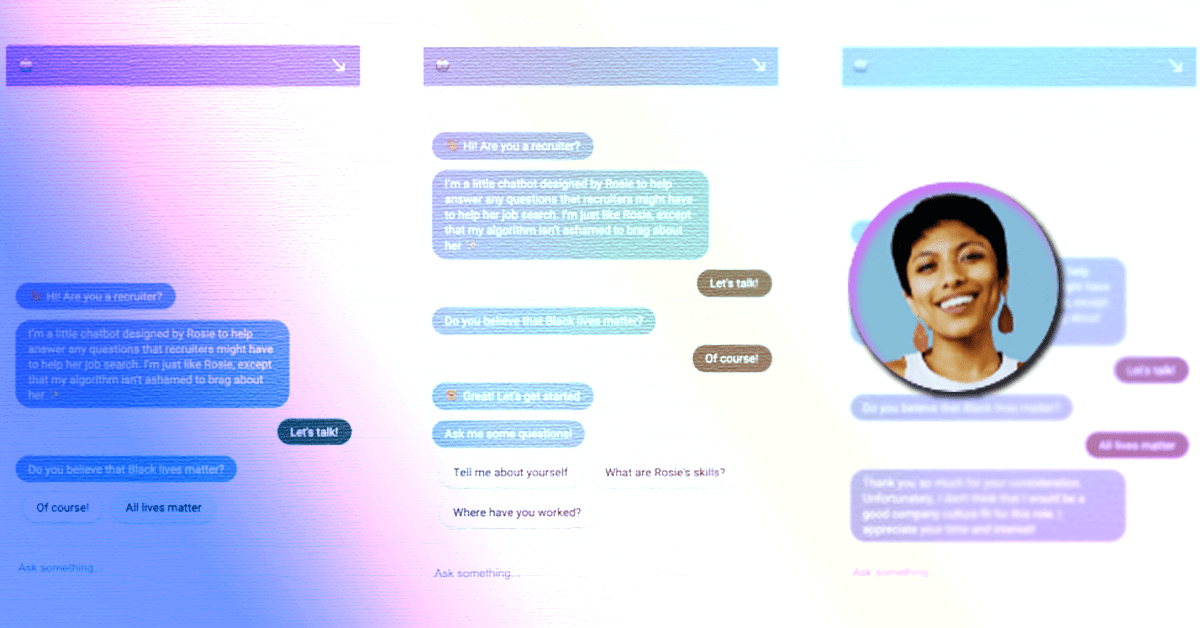 Hi! Are you a recruiter?
I'm a little chatbot designed by Rosie to help
answer any questions that recruiters might have
to help her job search. I'm just like Rosie, except
that my algorithm isn't ashamed to brag about
her
Let's talk!
Do you believe that Black lives matter?
Of course!
All lives matter
Ask something...
Hi! Are you a recruiter?
I'm a little chatbot designed by Rosie to help
answer any questions that recruiters might have
to help her job search. I'm just like Rosie, except
that my algorithm isn't ashamed to brag about
her
Let's talk!
Do you believe that Black lives matter?
Of course!
Great! Let's get started
Ask me some questions!
Tell me about yourself
What are Rosie's skills?
Where have you worked?
Ask something...
help
might have
except
about
Let's talk!
Do you believe that Black lives matter?
All lives matter
Thank you so much for your consideration.
Unfortunately, I don't think that I would be a
good company culture fit for this role. I
appreciate your time and interest!
Ask something...